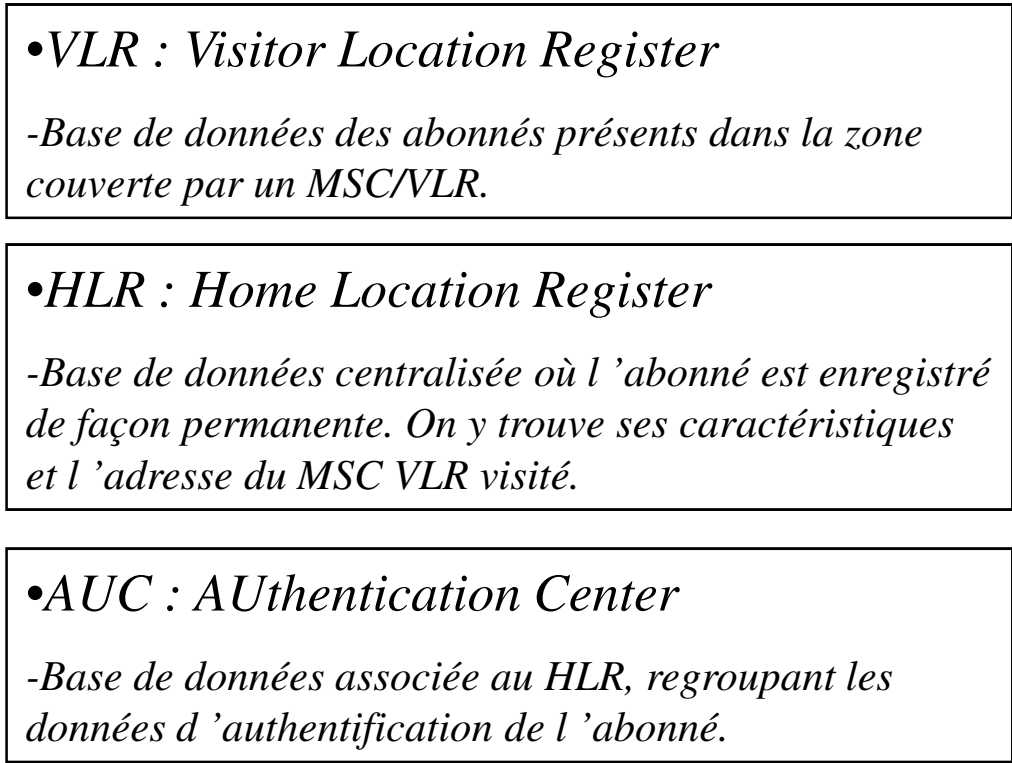 •VLR : Visitor Location Register
-Base de données des abonnés présents dans la zone
couverte par un MSC/VLR.
•HLR : Home Location Register
-Base de données centralisée où l ’abonné est enregistré
de façon permanente. On y trouve ses caractéristiques
et l ’adresse du MSC VLR visité.
•AUC : AUthentication Center
-Base de données associée au HLR, regroupant les
données d ’authentification de l ’abonné.